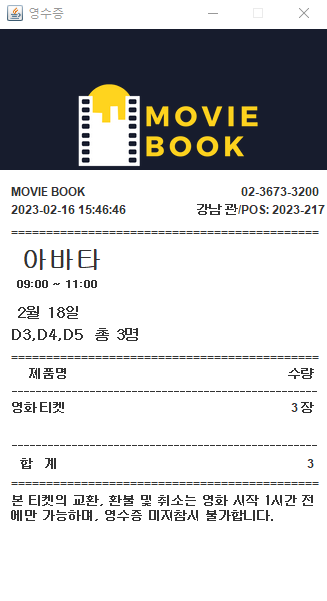 영수증
MOVIE
BOOK
MOVIE BOOK 02-3673-3200
2023-02-16 15:46:46 강남 관/POS: 2023-217
아바타
09:00 ~ 11:00
2월 18일
D3,D4,D5 총 3명
제품명 수량
영화티켓 3 장
합 계 3
본 티켓의 교환, 환불 및 취소는 영화 시작 1시간 전
에만 가능하며, 영수증 미지참시 불가합니다.